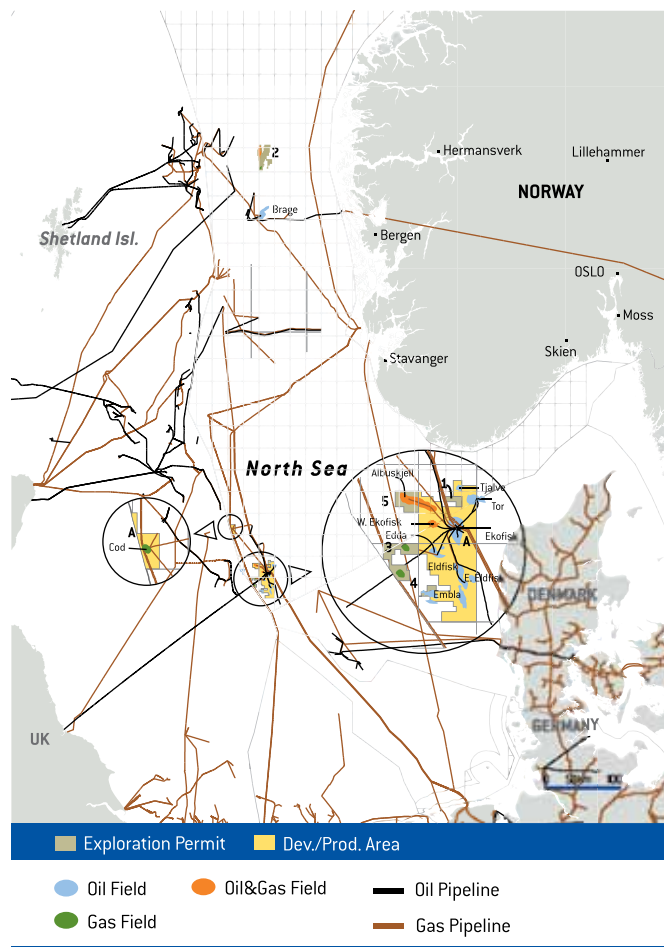 2
Hermansverk
Lillehammer
NORWAY
Brage
Shetland Isl.
Bergen
OSLO
Moss
Skien
Stavanger
North Sea
Albuskjell
1
Tjalve
5
Tor
A
W. Ekofisk
A
Ekofisk
Cod
Edda
3
Eldfisk
4
E. Eldfisk
Embla
DENMARK
GERMANY
UK
0
Exploration Permit
Dev./Prod. Area
Oil Field
Oil&Gas Field
Oil Pipeline
Gas Field
Gas Pipeline